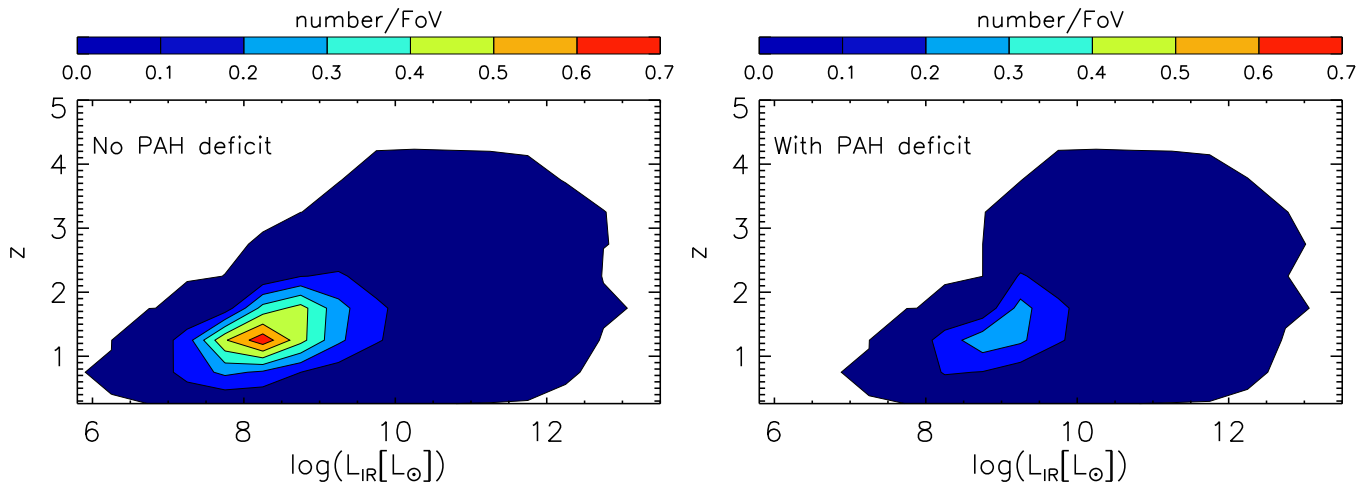 number/FoV
0.0 0.1 0.2 0.3 0.4 0.5 0.6 0.7
No PAH deficit
5
4
3
2
1
z
6 8 10 12
log(L_IR[L_⊙])
number/FoV
0.0 0.1 0.2 0.3 0.4 0.5 0.6 0.7
With PAH deficit
5
4
3
2
1
z
6 8 10 12
log(L_IR[L_⊙])